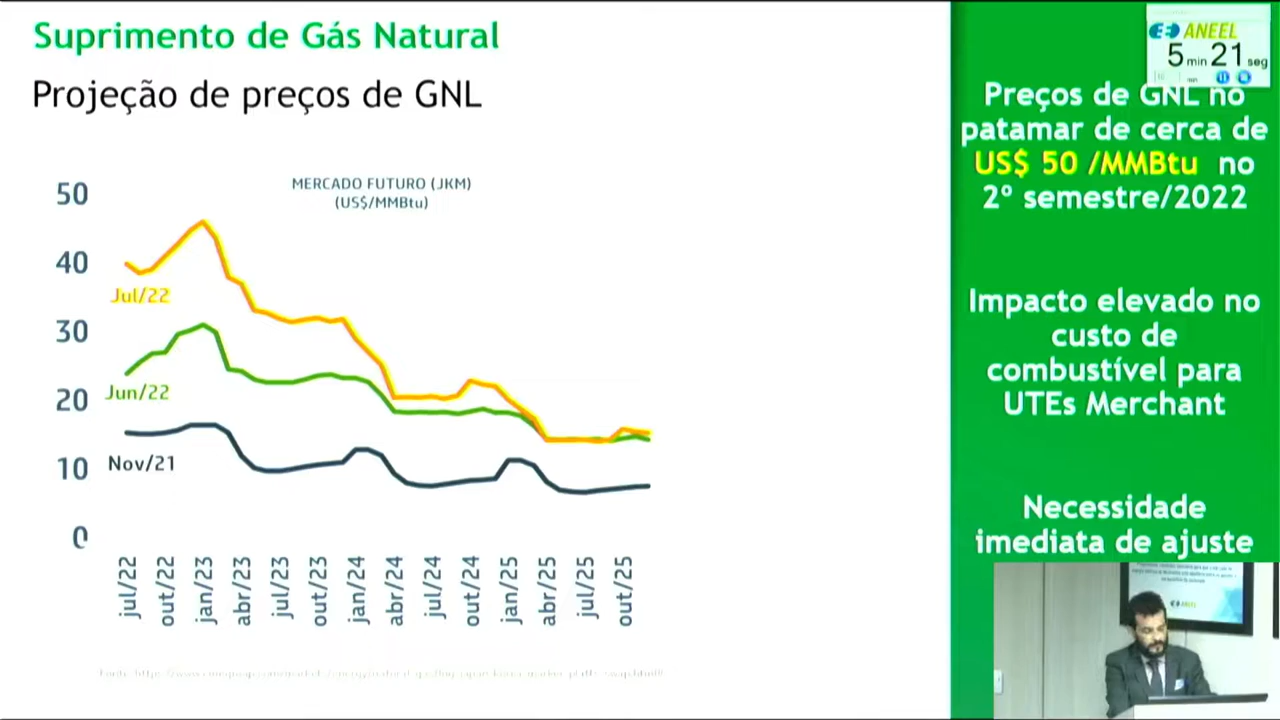 Suprimento de Gás Natural
Projeção de preços de GNL
MERCADO FUTURO (JKM)
(US$/MMBtu)
50
40
30
20
10
0
Jul/22
Jun/22
Nov/21
jul/22
out/22
jan/23
abr/23
jul/23
out/23
jan/24
abr/24
jul/24
out/24
jan/25
abr/25
jul/25
out/25
ANEEL
5 min 21 seg
Preços de GNL no
patamar de cerca de
US$ 50 /MMBtu no
2º semestre/2022
Impacto elevado no
custo de
combustível para
UTEs Merchant
Necessidade
imediata de ajuste
ANEEL